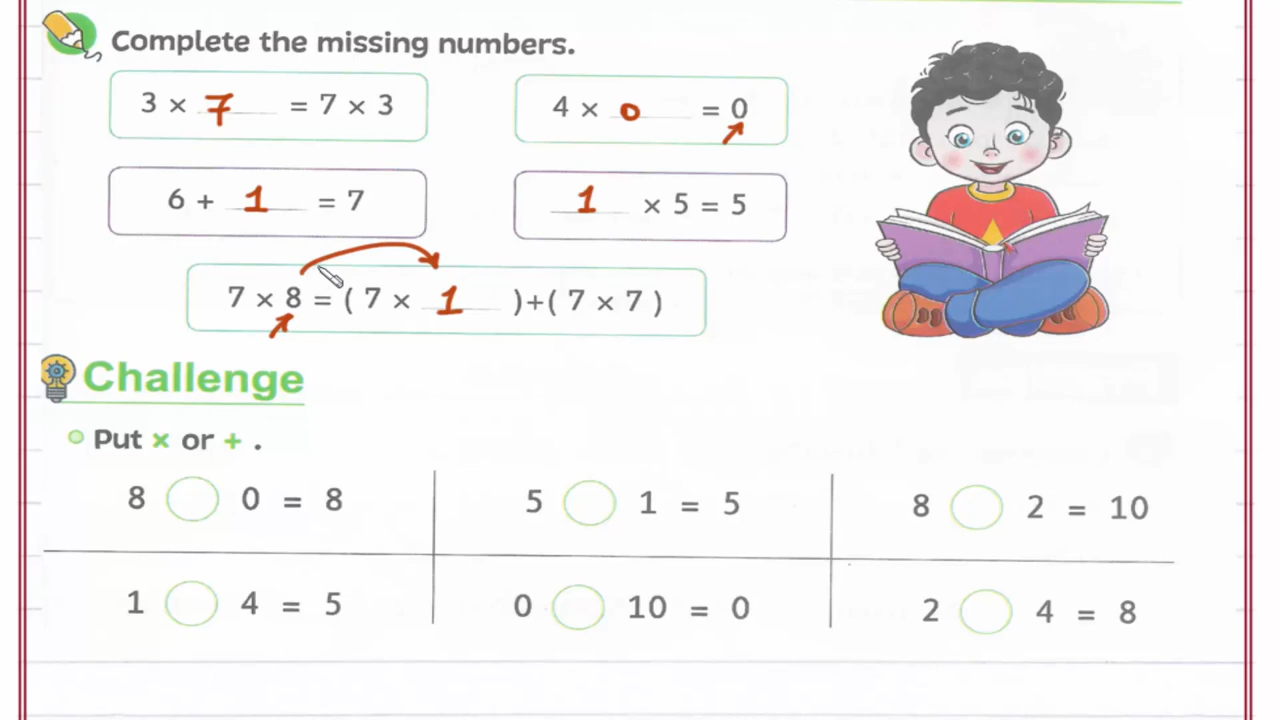 Complete the missing numbers.
3 × 7 = 7 × 3
4 × 0 = 0
6 + 1 = 7
1 × 5 = 5
7 × 8 = ( 7 × 1 )+( 7 × 7 )
Challenge
Put × or + .
8 0 = 8
5 1 = 5
8 2 = 10
1 4 = 5
0 10 = 0
2 4 = 8